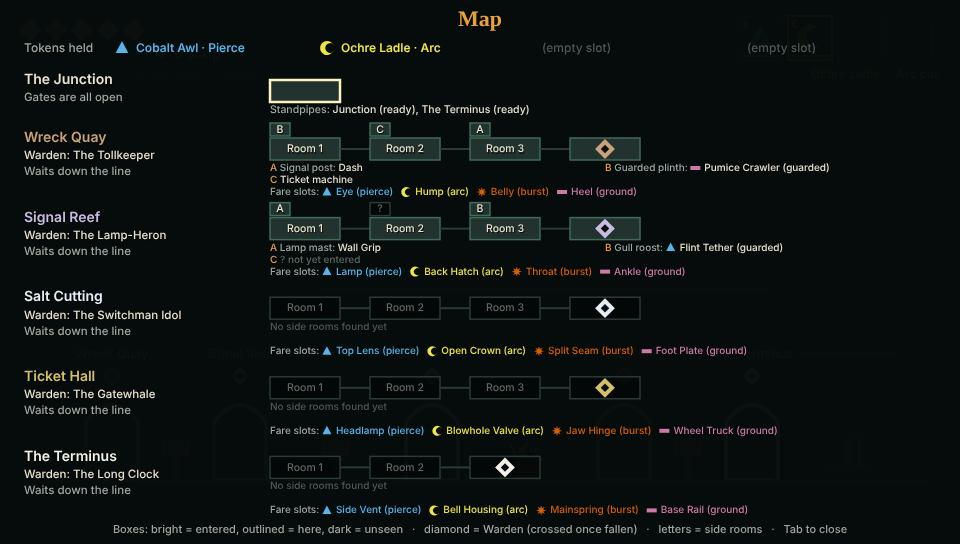 Map
Tokens held Cobalt Awl · Pierce Ochre Ladle · Arc (empty slot) (empty slot)
The Junction
Gates are all open
Standpipes: Junction (ready), The Terminus (ready)
B C A
Wreck Quay
Room 1 Room 2 Room 3
Warden: The Tollkeeper
Waits down the line
A Signal post: Dash B Guarded plinth: Pumice Crawler (guarded)
C Ticket machine
Fare slots: Eye (pierce) Hump (arc) Belly (burst) Heel (ground)
A ? B
Signal Reef
Room 1 Room 2 Room 3
Warden: The Lamp-Heron
Waits down the line
A Lamp mast: Wall Grip B Gull roost: Flint Tether (guarded)
C ? not yet entered
Fare slots: Lamp (pierce) Back Hatch (arc) Throat (burst) Ankle (ground)
Salt Cutting
Room 1 Room 2 Room 3
Warden: The Switchman Idol
Waits down the line
No side rooms found yet
Fare slots: Top Lens (pierce) Open Crown (arc) Split Seam (burst) Foot Plate (ground)
Ticket Hall
Room 1 Room 2 Room 3
Warden: The Gatewhale
Waits down the line
No side rooms found yet
Fare slots: Headlamp (pierce) Blowhole Valve (arc) Jaw Hinge (burst) Wheel Truck (ground)
The Terminus
Room 1 Room 2
Warden: The Long Clock
Waits down the line
No side rooms found yet
Fare slots: Side Vent (pierce) Bell Housing (arc) Mainspring (burst) Base Rail (ground)
Boxes: bright = entered, outlined = here, dark = unseen · diamond = Warden (crossed once fallen) · letters = side rooms · Tab to close